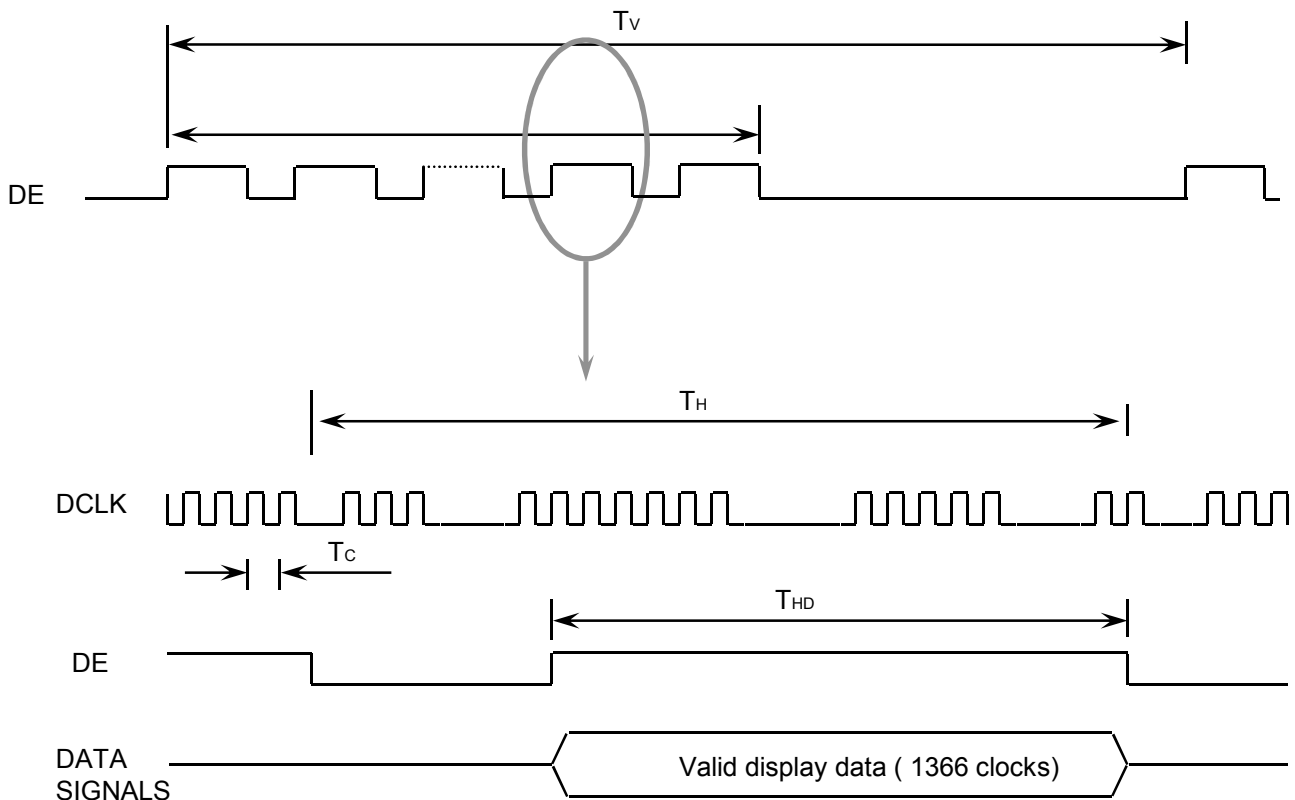 TV
DE
TH
DCLK
TC
THD
DE
DATA
SIGNALS
Valid display data ( 1366 clocks)